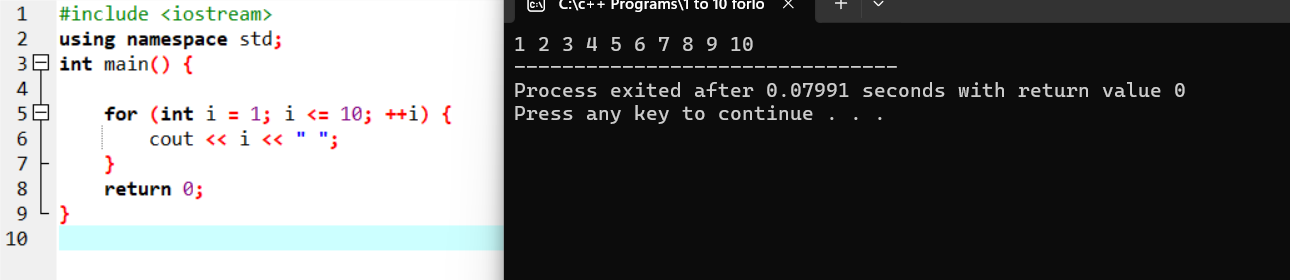 1 #include <iostream>
2 using namespace std;
3 int main() {
4
5 for (int i = 1; i <= 10; ++i) {
6 cout << i << " ";
7 }
8 return 0;
9 }
10
C:\c++ Programs\1 to 10 forlo
1 2 3 4 5 6 7 8 9 10
--------------------------------
Process exited after 0.07991 seconds with return value 0
Press any key to continue . . .